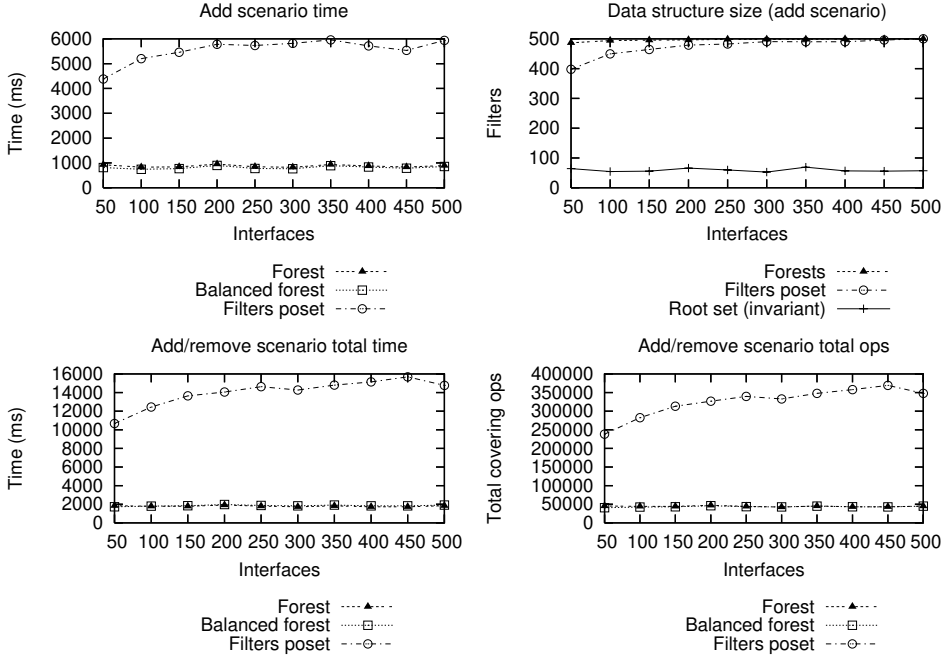 Add scenario time
6000
5000
4000
3000
2000
1000
0
Time (ms)
50 100 150 200 250 300 350 400 450 500
Interfaces
Forest
Balanced forest
Filters poset
Data structure size (add scenario)
500
400
300
200
100
0
Filters
50 100 150 200 250 300 350 400 450 500
Interfaces
Forests
Filters poset
Root set (invariant)
Add/remove scenario total time
16000
14000
12000
10000
8000
6000
4000
2000
0
Time (ms)
50 100 150 200 250 300 350 400 450 500
Interfaces
Forest
Balanced forest
Filters poset
Add/remove scenario total ops
400000
350000
300000
250000
200000
150000
100000
50000
0
Total covering ops
50 100 150 200 250 300 350 400 450 500
Interfaces
Forest
Balanced forest
Filters poset